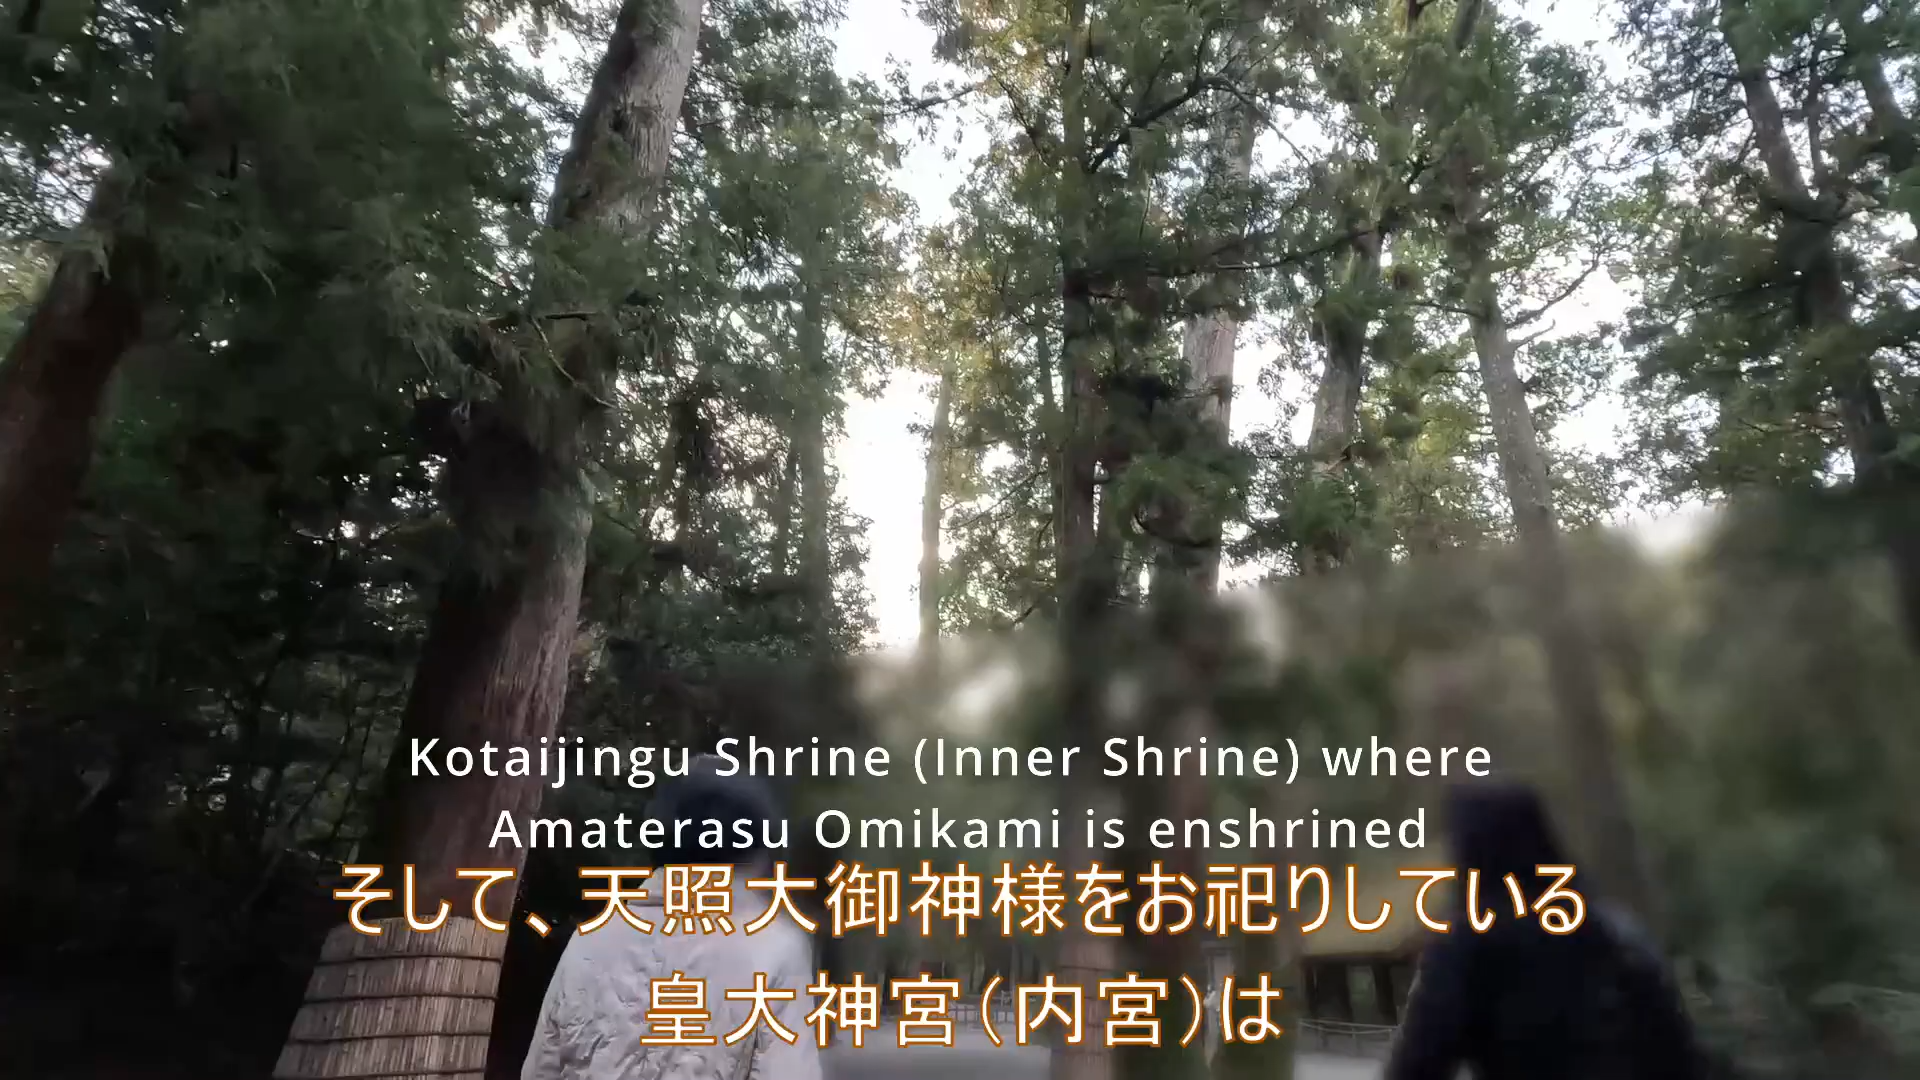 Kotaijingu Shrine (Inner Shrine) where
Amaterasu Omikami is enshrined
そして、天照大御神様をお祀りしている
皇大神宮（内宮）は